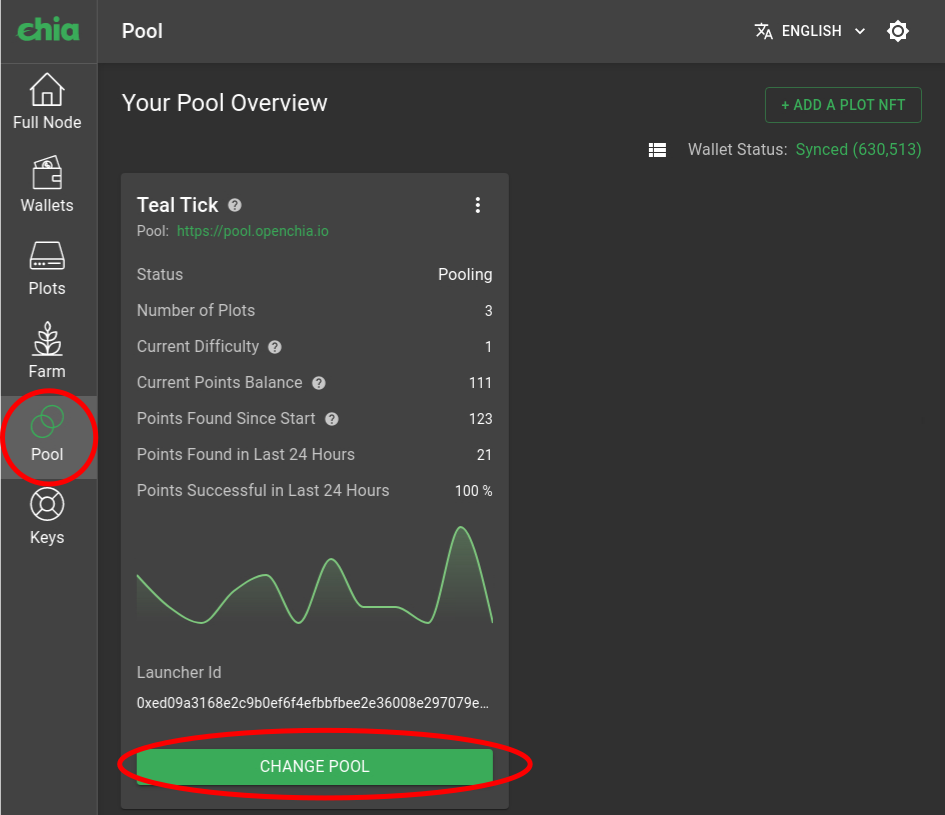 chia
Pool
ENGLISH
Full Node
Wallets
Plots
Farm
Pool
Keys
Your Pool Overview
+ ADD A PLOT NFT
Wallet Status: Synced (630,513)
Teal Tick ?
Pool: https://pool.openchia.io
Status Pooling
Number of Plots 3
Current Difficulty ? 1
Current Points Balance ? 111
Points Found Since Start ? 123
Points Found in Last 24 Hours 21
Points Successful in Last 24 Hours 100 %
Launcher Id
0xed09a3168e2c9b0ef6f4efbbfbee2e36008e297079e...
CHANGE POOL